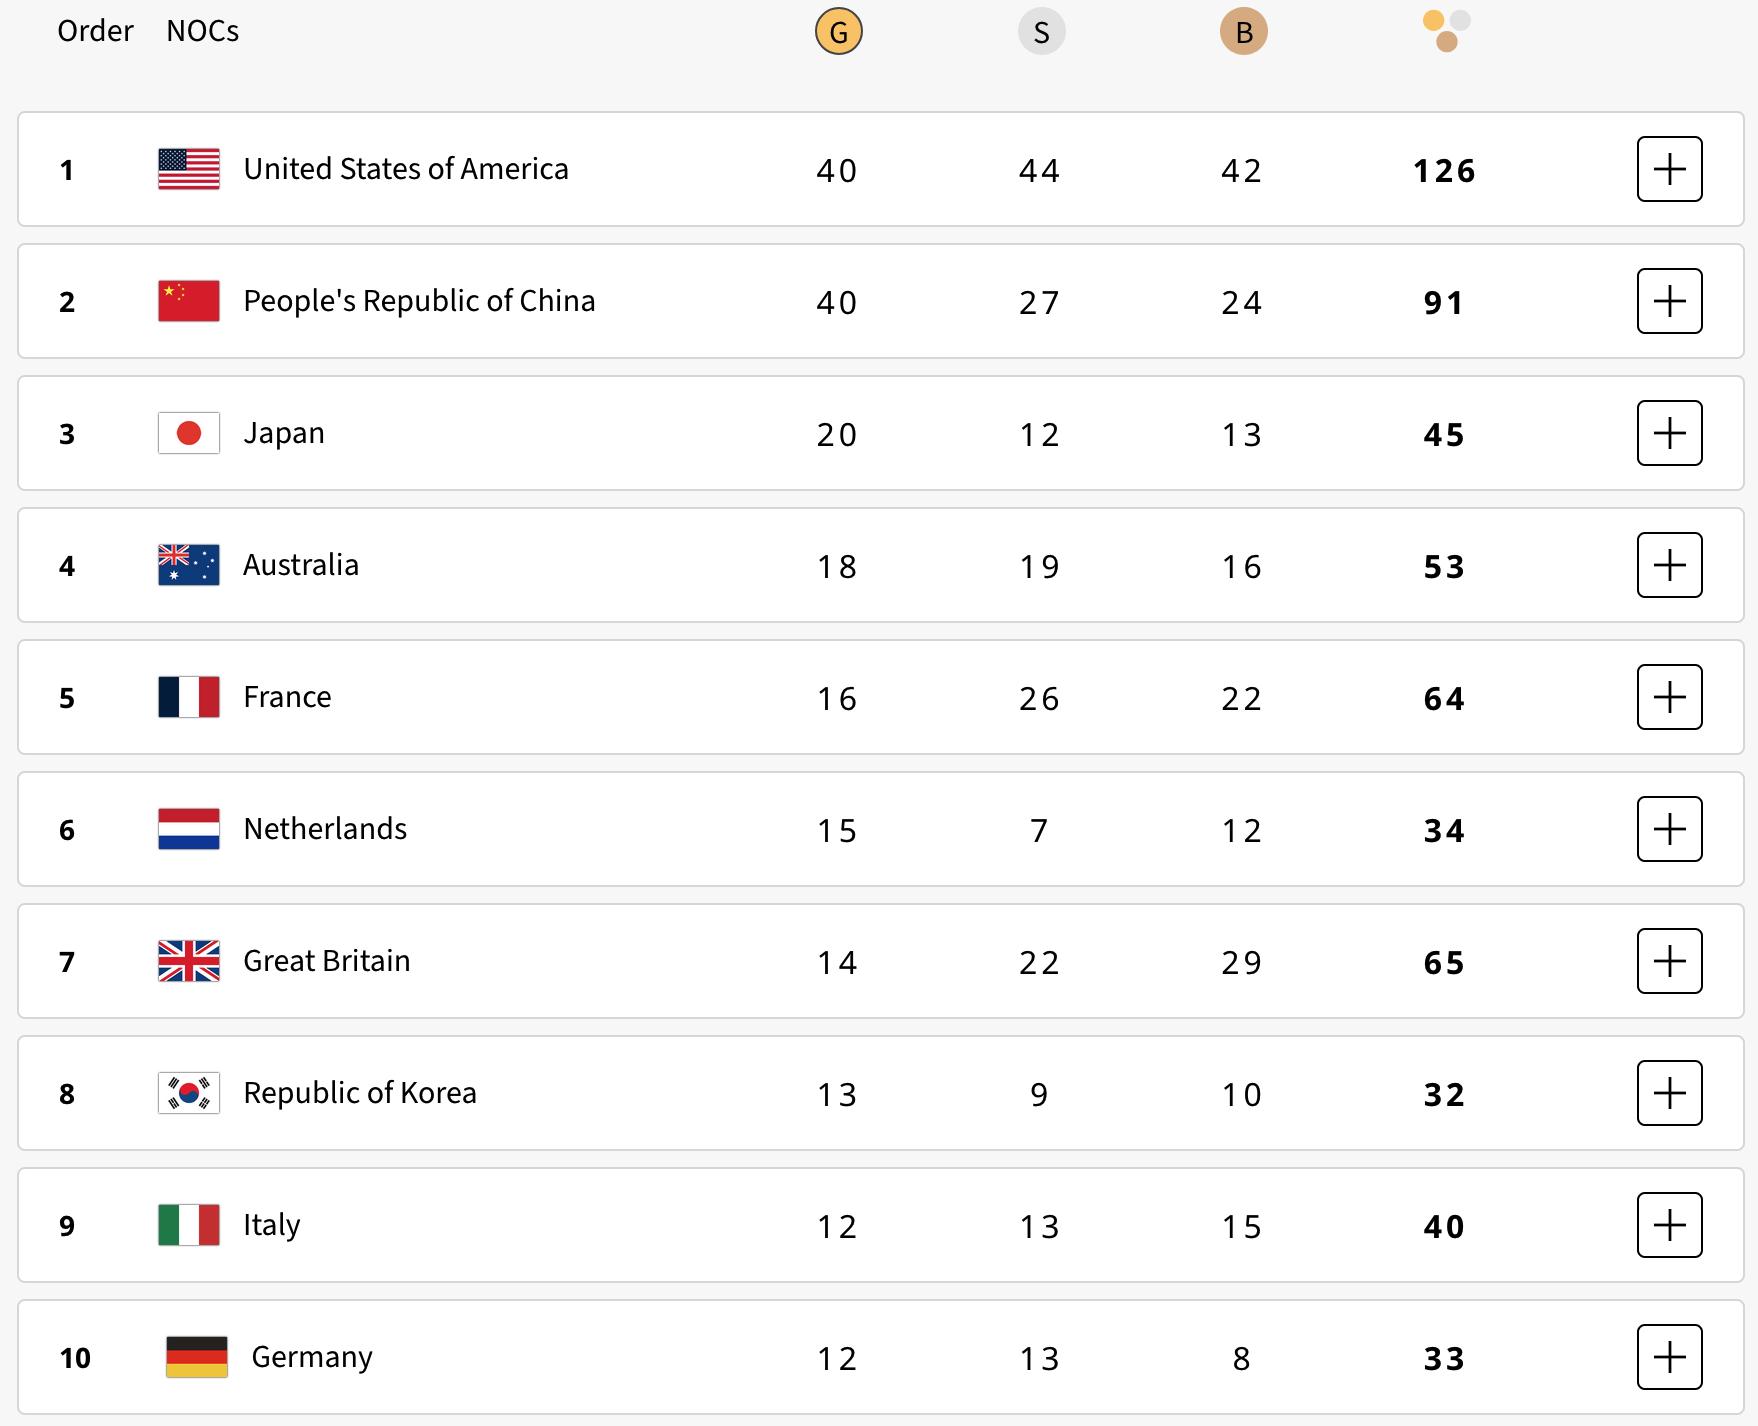 Order NOCs G S B
1 United States of America 40 44 42 126
2 People's Republic of China 40 27 24 91
3 Japan 20 12 13 45
4 Australia 18 19 16 53
5 France 16 26 22 64
6 Netherlands 15 7 12 34
7 Great Britain 14 22 29 65
8 Republic of Korea 13 9 10 32
9 Italy 12 13 15 40
10 Germany 12 13 8 33